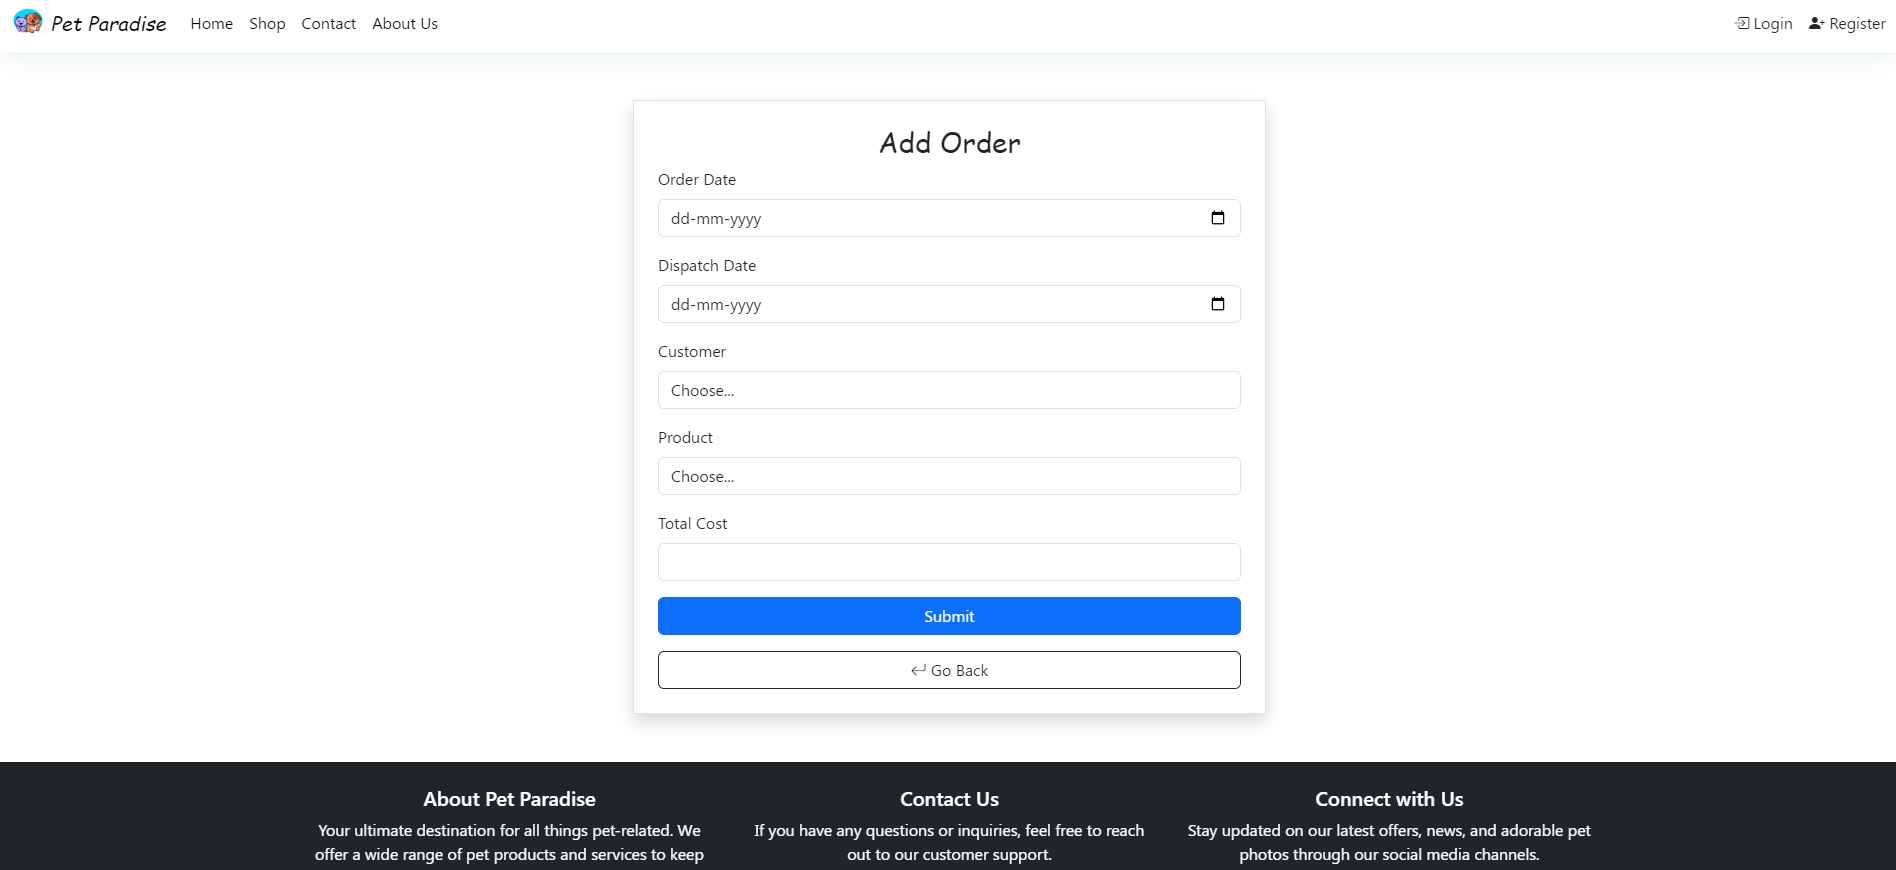 Pet Paradise Home Shop Contact About Us Login Register
Add Order
Order Date
dd-mm-yyyy
Dispatch Date
dd-mm-yyyy
Customer
Choose...
Product
Choose...
Total Cost
Submit
Go Back
About Pet Paradise
Your ultimate destination for all things pet-related. We
offer a wide range of pet products and services to keep
Contact Us
If you have any questions or inquiries, feel free to reach
out to our customer support.
Connect with Us
Stay updated on our latest offers, news, and adorable pet
photos through our social media channels.